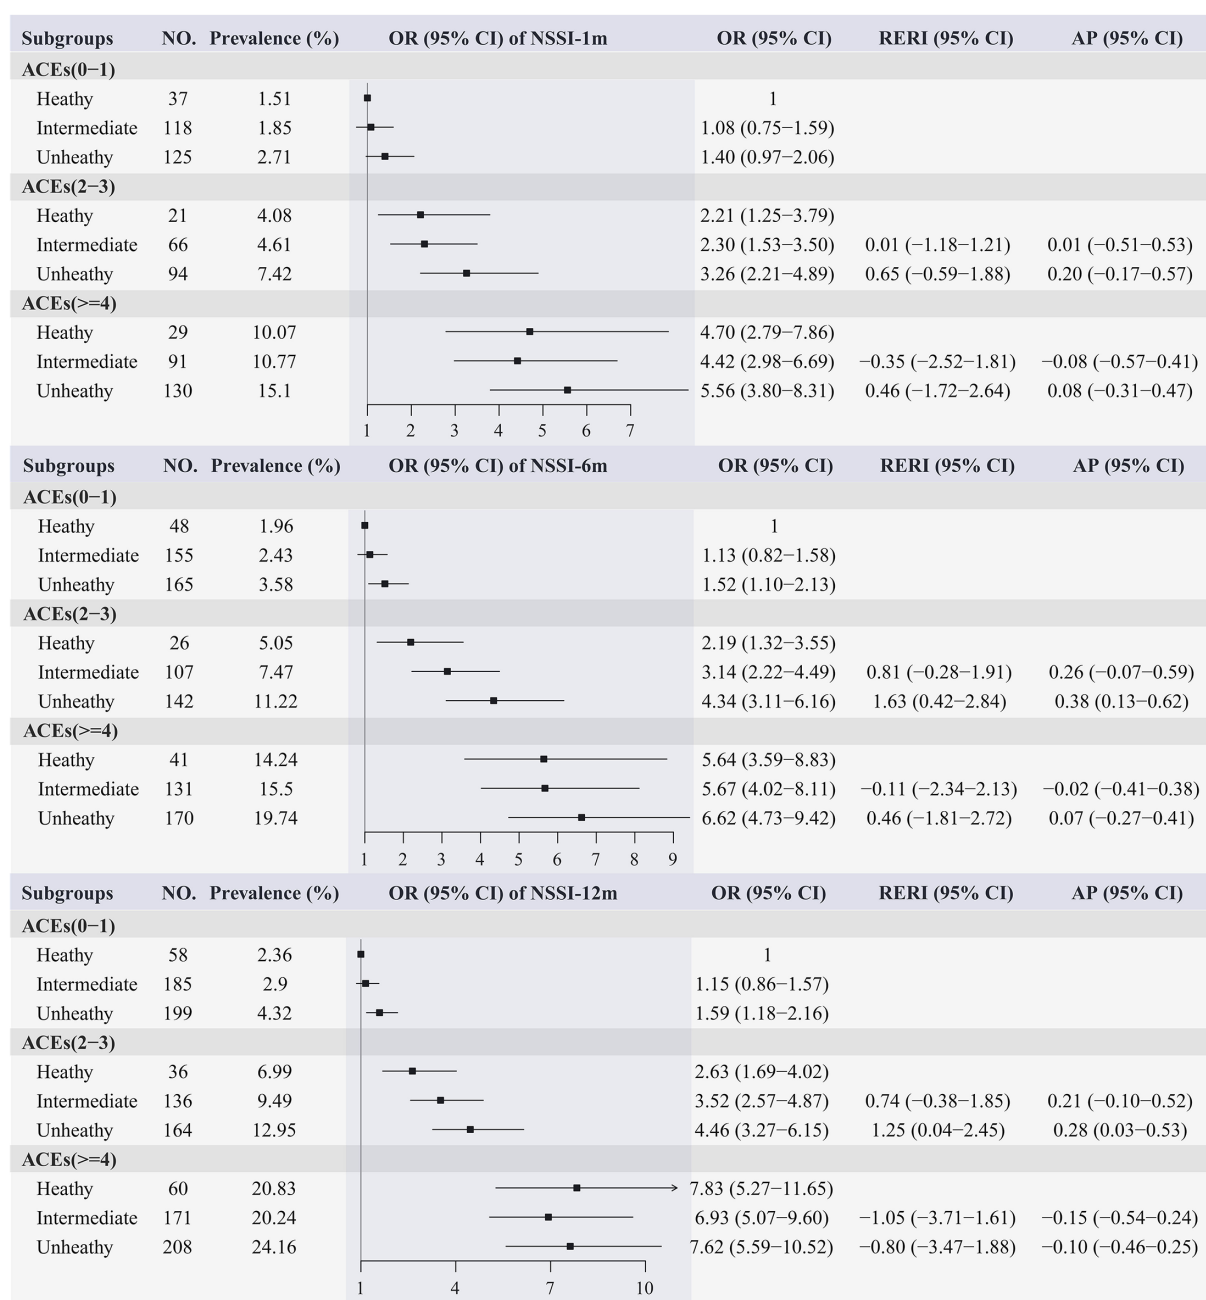 Subgroups NO. Prevalence (%) OR (95% CI) of NSSI-1m OR (95% CI) RERI (95% CI) AP (95% CI)
ACEs(0−1)
Heathy 37 1.51 1
Intermediate 118 1.85 1.08 (0.75−1.59)
Unheathy 125 2.71 1.40 (0.97−2.06)
ACEs(2−3)
Heathy 21 4.08 2.21 (1.25−3.79)
Intermediate 66 4.61 2.30 (1.53−3.50) 0.01 (−1.18−1.21) 0.01 (−0.51−0.53)
Unheathy 94 7.42 3.26 (2.21−4.89) 0.65 (−0.59−1.88) 0.20 (−0.17−0.57)
ACEs(>=4)
Heathy 29 10.07 4.70 (2.79−7.86)
Intermediate 91 10.77 4.42 (2.98−6.69) −0.35 (−2.52−1.81) −0.08 (−0.57−0.41)
Unheathy 130 15.1 5.56 (3.80−8.31) 0.46 (−1.72−2.64) 0.08 (−0.31−0.47)
1 2 3 4 5 6 7
Subgroups NO. Prevalence (%) OR (95% CI) of NSSI-6m OR (95% CI) RERI (95% CI) AP (95% CI)
ACEs(0−1)
Heathy 48 1.96 1
Intermediate 155 2.43 1.13 (0.82−1.58)
Unheathy 165 3.58 1.52 (1.10−2.13)
ACEs(2−3)
Heathy 26 5.05 2.19 (1.32−3.55)
Intermediate 107 7.47 3.14 (2.22−4.49) 0.81 (−0.28−1.91) 0.26 (−0.07−0.59)
Unheathy 142 11.22 4.34 (3.11−6.16) 1.63 (0.42−2.84) 0.38 (0.13−0.62)
ACEs(>=4)
Heathy 41 14.24 5.64 (3.59−8.83)
Intermediate 131 15.5 5.67 (4.02−8.11) −0.11 (−2.34−2.13) −0.02 (−0.41−0.38)
Unheathy 170 19.74 6.62 (4.73−9.42) 0.46 (−1.81−2.72) 0.07 (−0.27−0.41)
1 2 3 4 5 6 7 8 9
Subgroups NO. Prevalence (%) OR (95% CI) of NSSI-12m OR (95% CI) RERI (95% CI) AP (95% CI)
ACEs(0−1)
Heathy 58 2.36 1
Intermediate 185 2.9 1.15 (0.86−1.57)
Unheathy 199 4.32 1.59 (1.18−2.16)
ACEs(2−3)
Heathy 36 6.99 2.63 (1.69−4.02)
Intermediate 136 9.49 3.52 (2.57−4.87) 0.74 (−0.38−1.85) 0.21 (−0.10−0.52)
Unheathy 164 12.95 4.46 (3.27−6.15) 1.25 (0.04−2.45) 0.28 (0.03−0.53)
ACEs(>=4)
Heathy 60 20.83 7.83 (5.27−11.65)
Intermediate 171 20.24 6.93 (5.07−9.60) −1.05 (−3.71−1.61) −0.15 (−0.54−0.24)
Unheathy 208 24.16 7.62 (5.59−10.52) −0.80 (−3.47−1.88) −0.10 (−0.46−0.25)
1 4 7 10